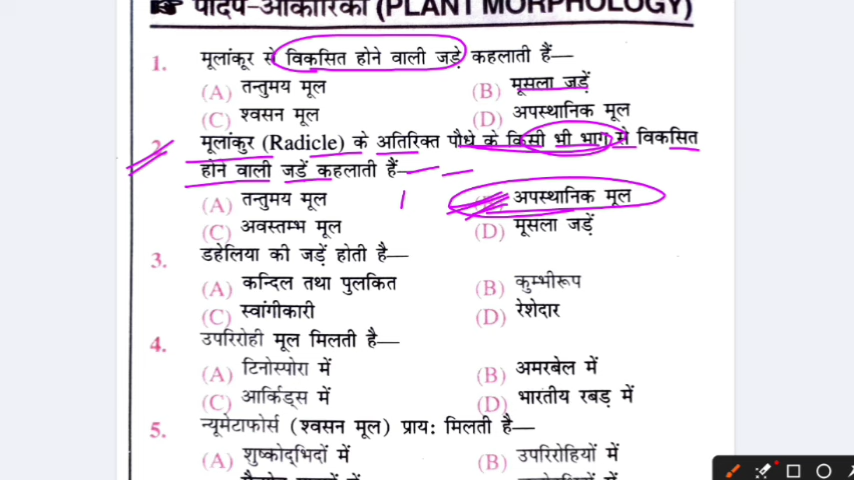 पादप-आकारिकी (PLANT MORPHOLOGY)
1. मूलांकूर से विकसित होने वाली जड़े कहलाती हैं—
(A) तन्तुमय मूल (B) मूसला जड़ें
(C) श्वसन मूल (D) अपस्थानिक मूल
2. मूलांकुर (Radicle) के अतिरिक्त पौधे के किसी भी भाग से विकसित
होने वाली जड़ें कहलाती हैं—
(A) तन्तुमय मूल अपस्थानिक मूल
(C) अवस्तम्भ मूल (D) मूसला जड़ें
3. डहेलिया की जड़ें होती है—
(A) कन्दिल तथा पुलकित (B) कुम्भीरूप
(C) स्वांगीकारी (D) रेशेदार
4. उपरिरोही मूल मिलती है—
(A) टिनोस्पोरा में (B) अमरबेल में
(C) आर्किड्स में (D) भारतीय रबड़ में
5. न्यूमेटाफोर्स (श्वसन मूल) प्राय: मिलती है—
(A) शुष्कोद्भिदों में (B) उपरिरोहियों में